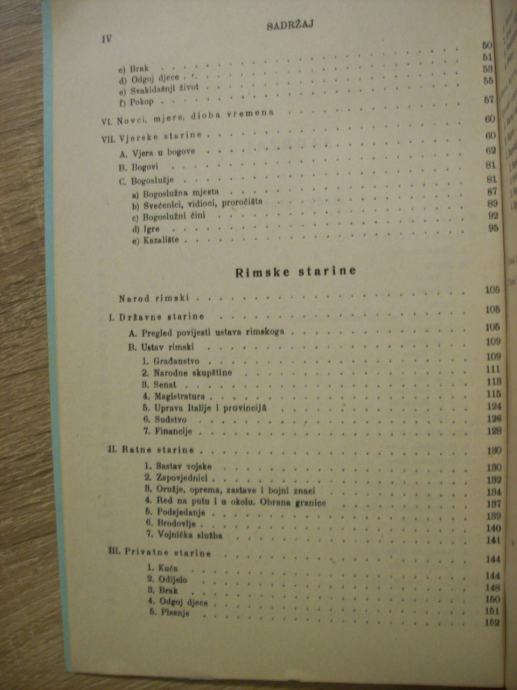 IV
SADRŽAJ
c) Brak 50
d) Odgoj djece 51
e) Svakidašnji život 53
f) Pokop 55
VI. Novci, mjere, dioba vremena 57
VII. Vjerske starine 60
A. Vjera u bogove 60
B. Bogovi 62
C. Bogoslužje 81
a) Bogoslužna mjesta 81
b) Svećenici, vidioci, proročišta 87
c) Bogoslužni čini 89
d) Igre 92
e) Kazalište 95
Rimske starine
Narod rimski 105
I. Državne starine 105
A. Pregled povijesti ustava rimskoga 105
B. Ustav rimski 109
1. Građanstvo 109
2. Narodne skupštine 111
3. Senat 113
4. Magistratura 115
5. Uprava Italije i provincijâ 124
6. Sudstvo 126
7. Financije 129
II. Ratne starine 130
1. Sastav vojske 130
2. Zapovjednici 132
3. Oružje, oprema, zastave i bojni znaci 134
4. Red na putu i u okolu. Obrana granice 137
5. Podsjedanje 139
6. Brodovlje 140
7. Vojnička služba 141
III. Privatne starine 144
1. Kuća 144
2. Odijelo 148
3. Brak 150
4. Odgoj djece 151
5. Pisanje 152